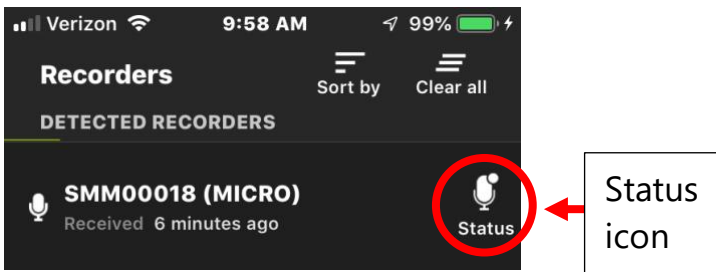 Verizon 9:58 AM 99%
Recorders
Sort by Clear all
DETECTED RECORDERS
SMM00018 (MICRO)
Received 6 minutes ago
Status
Status
icon